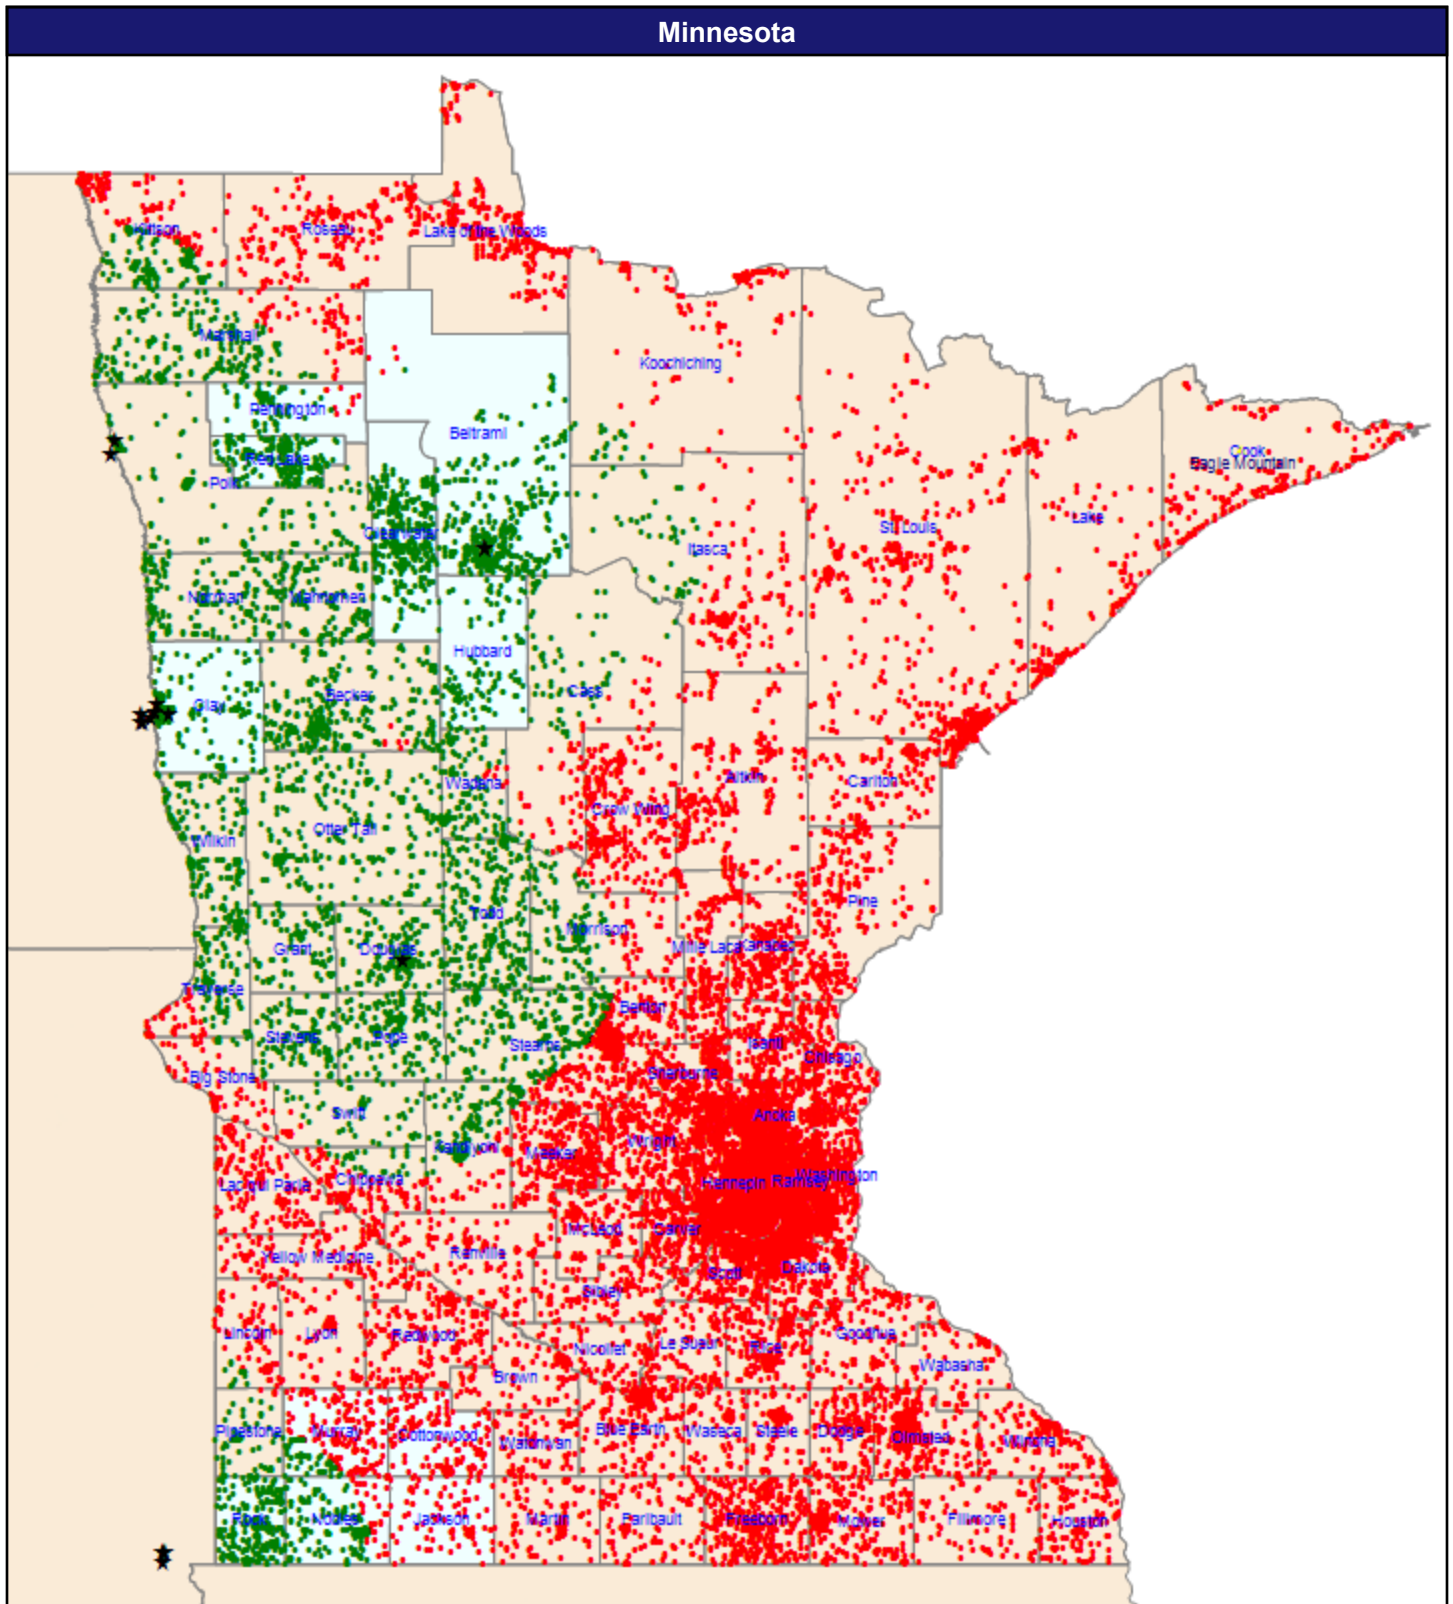 Minnesota
Kittson
Roseau
Lake of the Woods
Marshall
Koochiching
Pennington
Beltrami
Red Lake
Polk
Cook
Eagle Mountain
Clearwater
St. Louis
Lake
Itasca
Norman
Mahnomen
Hubbard
Clay
Becker
Cass
Wadena
Aitkin
Carlton
Crow Wing
Otter Tail
Wilkin
Pine
Todd
Morrison
Grant
Douglas
Mille Lacs
Kanabec
Traverse
Benton
Stevens
Pope
Stearns
Isanti
Chisago
Big Stone
Sherburne
Swift
Anoka
Kandiyohi
Meeker
Wright
Lac qui Parle
Chippewa
Hennepin
Ramsey
Washington
McLeod
Carver
Yellow Medicine
Renville
Scott
Dakota
Sibley
Lincoln
Lyon
Redwood
Nicollet
Le Sueur
Rice
Goodhue
Wabasha
Brown
Pipestone
Murray
Cottonwood
Watonwan
Blue Earth
Waseca
Steele
Dodge
Olmsted
Winona
Rock
Nobles
Jackson
Martin
Faribault
Freeborn
Mower
Fillmore
Houston